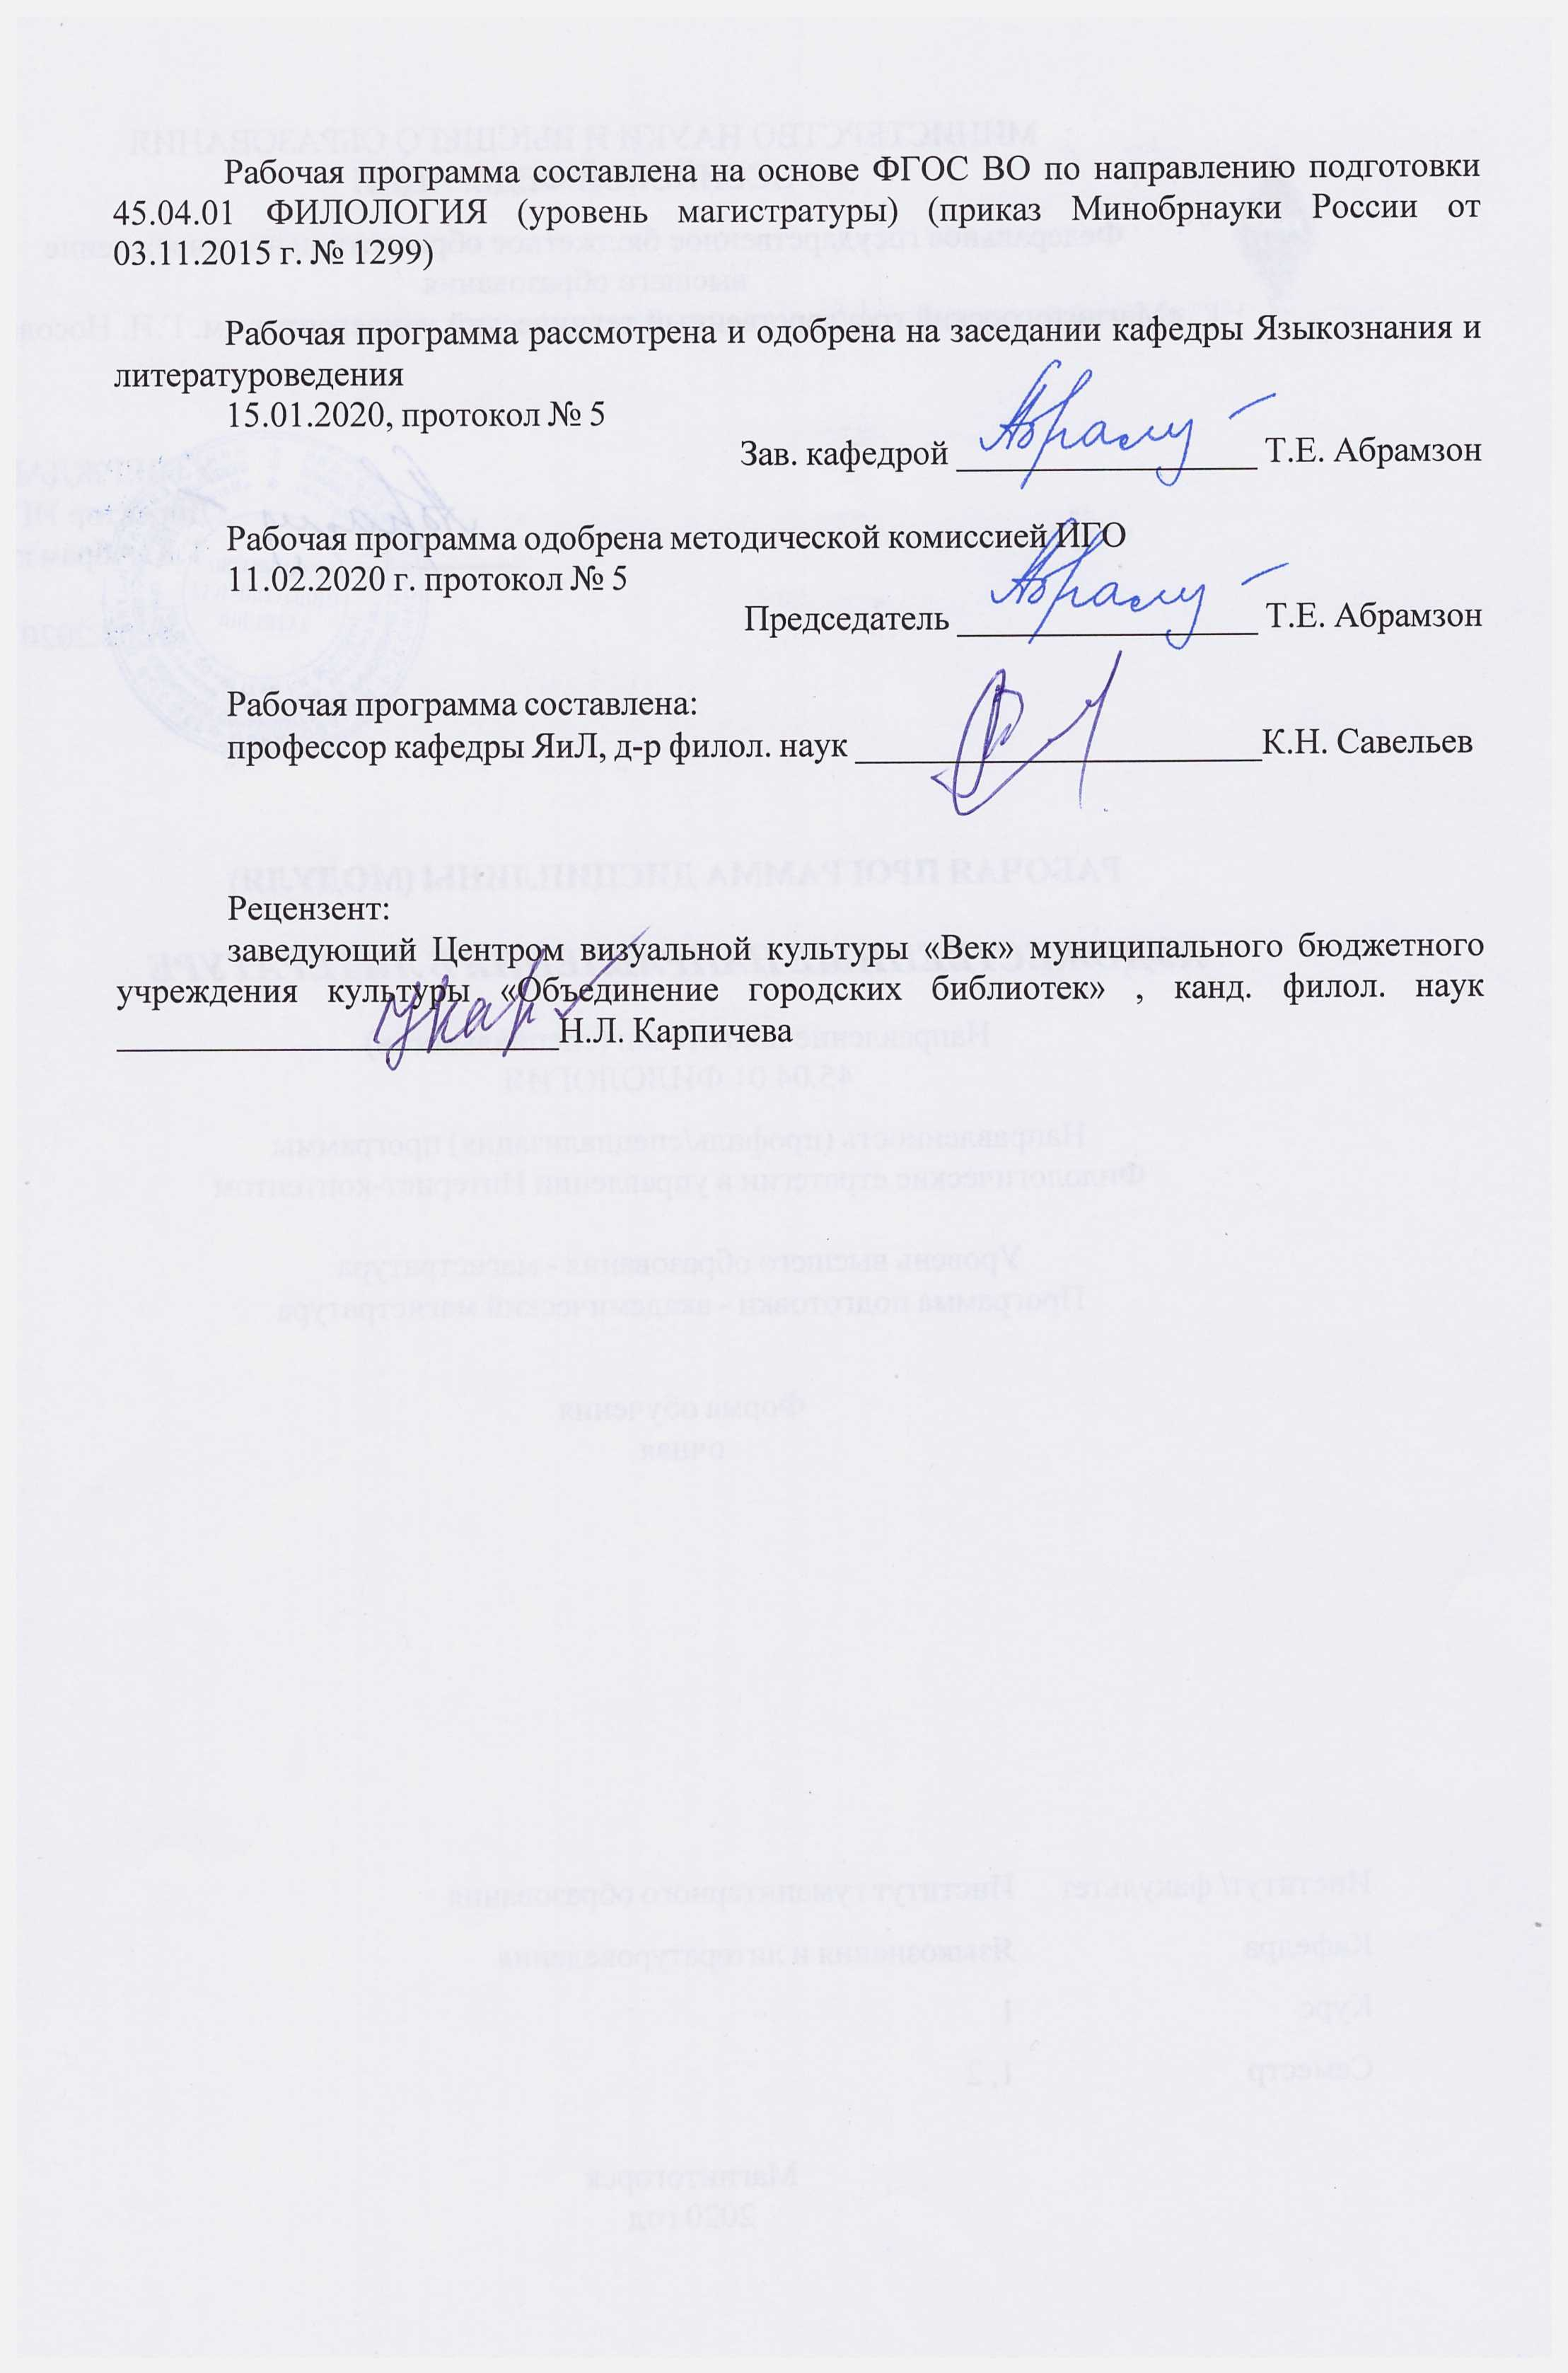 Рабочая программа составлена на основе ФГОС ВО по направлению подготовки
45.04.01 ФИЛОЛОГИЯ (уровень магистратуры) (приказ Минобрнауки России от
03.11.2015 г. № 1299)
Рабочая программа рассмотрена и одобрена на заседании кафедры Языкознания и
литературоведения
15.01.2020, протокол № 5
Зав. кафедрой _________________ Т.Е. Абрамзон
Рабочая программа одобрена методической комиссией ИГО
11.02.2020 г. протокол № 5
Председатель _________________ Т.Е. Абрамзон
Рабочая программа составлена:
профессор кафедры ЯиЛ, д-р филол. наук _______________________К.Н. Савельев
Рецензент:
заведующий Центром визуальной культуры «Век» муниципального бюджетного
учреждения культуры «Объединение городских библиотек» , канд. филол. наук
_________________________Н.Л. Карпичева